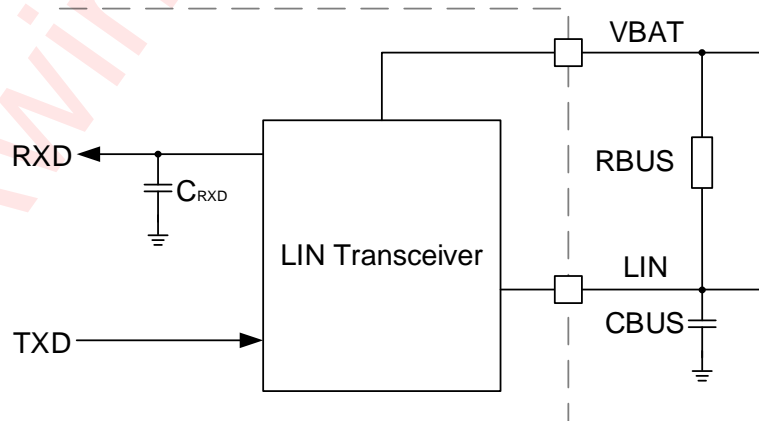 VBAT
RXD
CRXD
RBUS
LIN Transceiver
LIN
CBUS
TXD